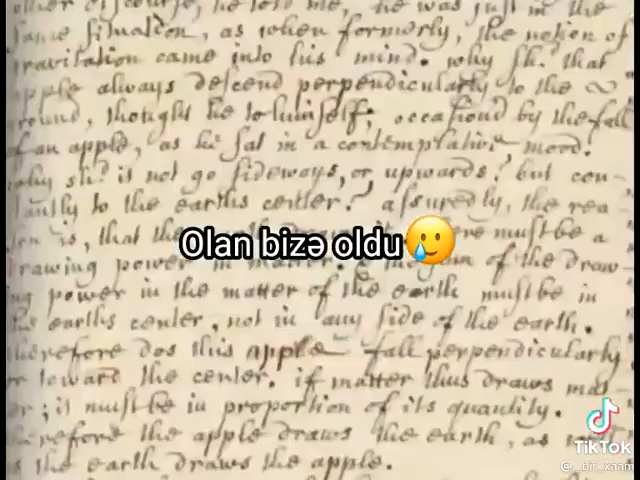 other discourse, he told me, he was just in the
same situation, as when formerly, the notion of
gravitation came into his mind. why sh.d that
apple always descend perpendicularly to the
ground, thought he to himself; occasion'd by the fall
of an apple, as he sat in a contemplative mood.
why sh.d it not go sideways, or upwards? but con-
stantly to the earths center? assuredly, the rea-
son is, that the
must be a
Olan bizə oldu🥲
drawing power in matter. & the
of the draw-
ing power in the matter of the earth must be in
the earths center, not in any side of the earth.
therefore dos this apple fall perpendicularly
or toward the center. if matter thus draws mat-
ter; it must be in proportion of its quantity.
therefore the apple draws the earth, as
as the earth draws the apple.
TikTok